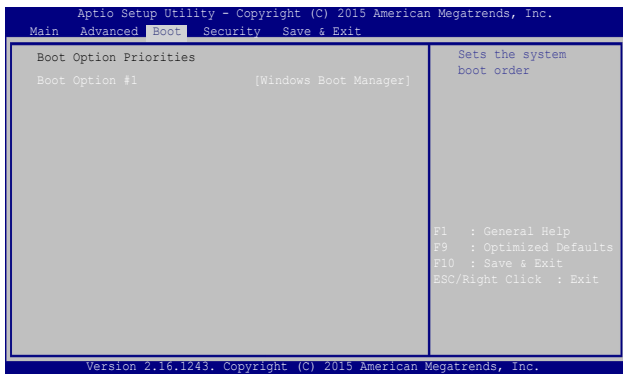 Aptio Setup Utility - Copyright (C) 2015 American Megatrends, Inc.
Main Advanced Boot Security Save & Exit
Boot Option Priorities
Boot Option #1 [Windows Boot Manager]
Sets the system
boot order
F1 : General Help
F9 : Optimized Defaults
F10 : Save & Exit
ESC/Right Click : Exit
Version 2.16.1243. Copyright (C) 2015 American Megatrends, Inc.